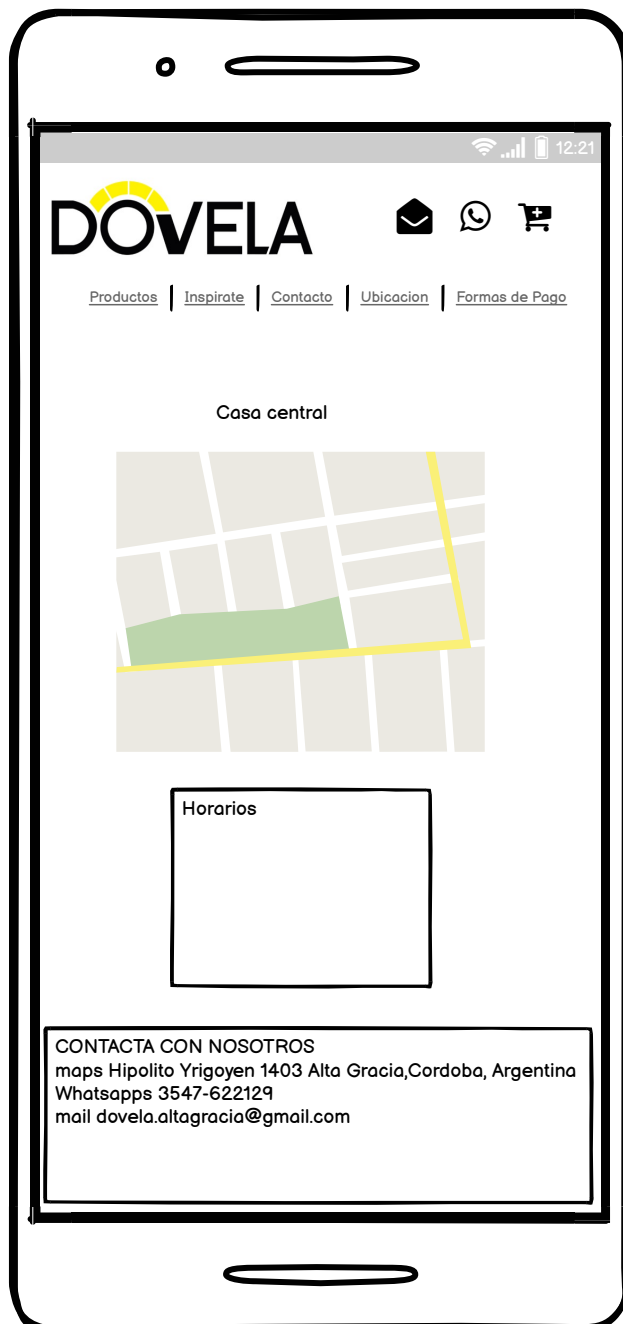 12:21
DOVELA
Productos | Inspirate | Contacto | Ubicacion | Formas de Pago
Casa central
Horarios
CONTACTA CON NOSOTROS
maps Hipolito Yrigoyen 1403 Alta Gracia,Cordoba, Argentina
Whatsapps 3547-622129
mail dovela.altagracia@gmail.com